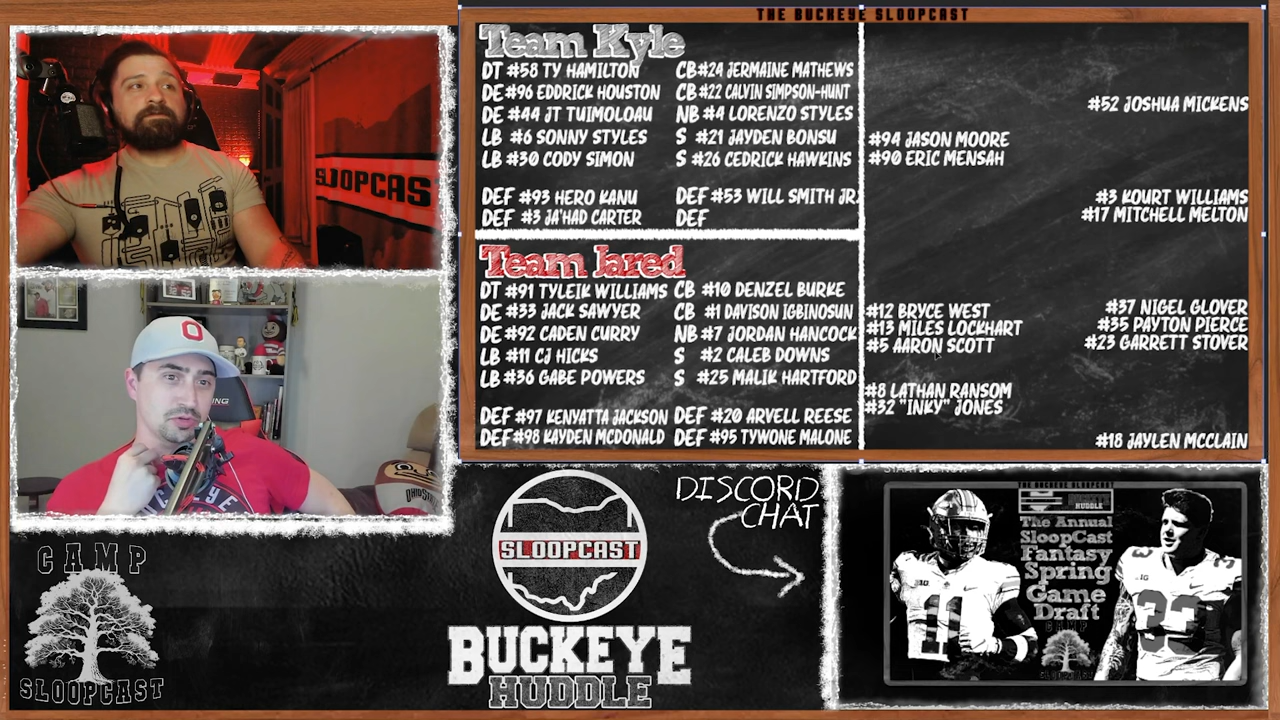 THE BUCKEYE SLOOPCAST
SLOOPCAS
Team Kyle
DT #58 TY HAMILTON
DE #96 EDDRICK HOUSTON
DE #44 JT TUIMOLOAU
LB #6 SONNY STYLES
LB #30 CODY SIMON
DEF #93 HERO KANU
DEF #3 JA'HAD CARTER
CB #24 JERMAINE MATHEWS
CB #22 CALVIN SIMPSON-HUNT
NB #4 LORENZO STYLES
S #21 JAYDEN BONSU
S #26 CEDRICK HAWKINS
DEF #53 WILL SMITH JR.
DEF
Team Jared
DT #91 TYLEIK WILLIAMS
DE #33 JACK SAWYER
DE #92 CADEN CURRY
LB #11 CJ HICKS
LB #36 GABE POWERS
DEF #97 KENYATTA JACKSON
DEF #98 KAYDEN MCDONALD
CB #10 DENZEL BURKE
CB #1 DAVISON IGBINOSUN
NB #7 JORDAN HANCOCK
S #2 CALEB DOWNS
S #25 MALIK HARTFORD
DEF #20 ARVELL REESE
DEF #95 TYWONE MALONE
#52 JOSHUA MICKENS
#94 JASON MOORE
#90 ERIC MENSAH
#3 KOURT WILLIAMS
#17 MITCHELL MELTON
#12 BRYCE WEST
#13 MILES LOCKHART
#5 AARON SCOTT
#37 NIGEL GLOVER
#35 PAYTON PIERCE
#23 GARRETT STOVER
#8 LATHAN RANSOM
#32 "INKY" JONES
#18 JAYLEN MCCLAIN
CAMP
SLOOPCAST
SLOOPCAST
BUCKEYE
HUDDLE
DISCORD
CHAT
THE BUCKEYE SLOOPCAST
BUCKEYE
HUDDLE
The Annual
SloopCast
Fantasy
Spring
Game
Draft
CAMP
SLOOPCAST
11
33